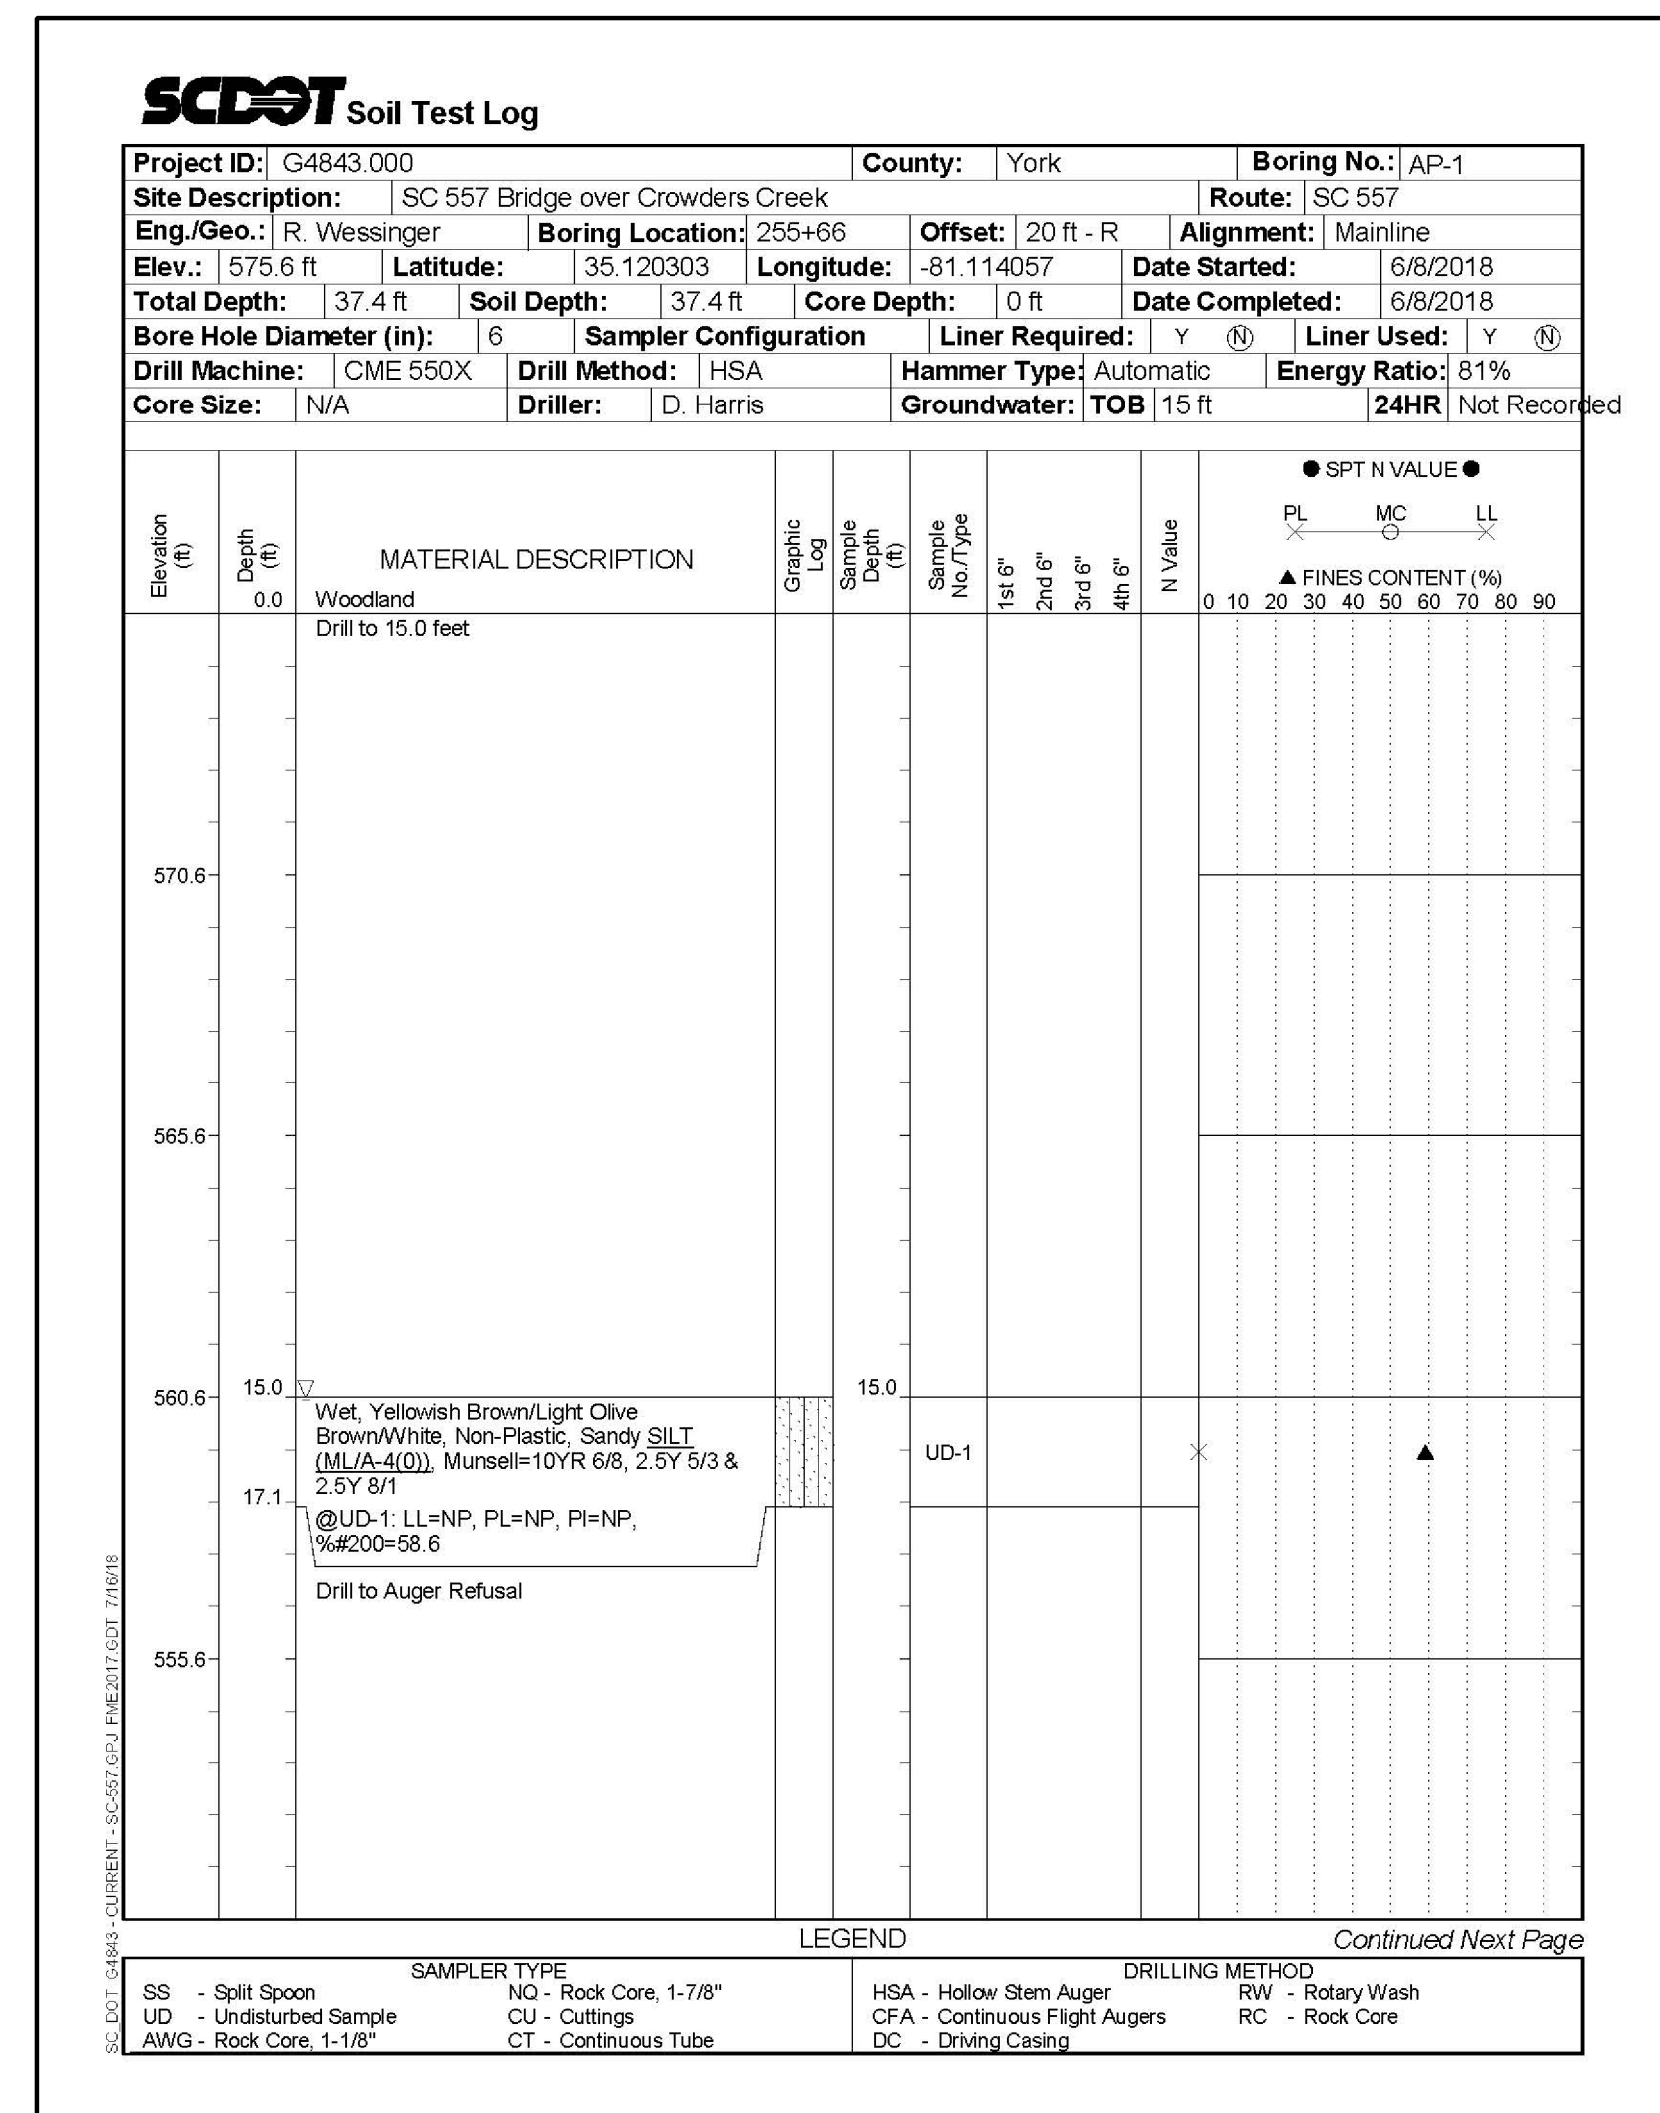 SCDOT Soil Test Log
Project ID: G4843.000 County: York Boring No.: AP-1
Site Description: SC 557 Bridge over Crowders Creek Route: SC 557
Eng./Geo.: R. Wessinger Boring Location: 255+66 Offset: 20 ft - R Alignment: Mainline
Elev.: 575.6 ft Latitude: 35.120303 Longitude: -81.114057 Date Started: 6/8/2018
Total Depth: 37.4 ft Soil Depth: 37.4 ft Core Depth: 0 ft Date Completed: 6/8/2018
Bore Hole Diameter (in): 6 Sampler Configuration Liner Required: Y N Liner Used: Y N
Drill Machine: CME 550X Drill Method: HSA Hammer Type: Automatic Energy Ratio: 81%
Core Size: N/A Driller: D. Harris Groundwater: TOB 15 ft 24HR Not Recorded
Elevation (ft)
Depth (ft)
0.0
MATERIAL DESCRIPTION
Woodland
Graphic Log
Sample Depth (ft)
Sample No./Type
1st 6"
2nd 6"
3rd 6"
4th 6"
N Value
● SPT N VALUE ●
PL MC LL
▲ FINES CONTENT (%)
0 10 20 30 40 50 60 70 80 90
Drill to 15.0 feet
570.6
565.6
560.6 15.0 15.0
Wet, Yellowish Brown/Light Olive
Brown/White, Non-Plastic, Sandy SILT
(ML/A-4(0)), Munsell=10YR 6/8, 2.5Y 5/3 &
2.5Y 8/1
UD-1
17.1
@UD-1: LL=NP, PL=NP, PI=NP,
%#200=58.6
Drill to Auger Refusal
555.6
SC_DOT G4843 - CURRENT - SC-557.GPJ FME2017.GDT 7/16/18
LEGEND Continued Next Page
SAMPLER TYPE
SS - Split Spoon NQ - Rock Core, 1-7/8"
UD - Undisturbed Sample CU - Cuttings
AWG - Rock Core, 1-1/8" CT - Continuous Tube
DRILLING METHOD
HSA - Hollow Stem Auger RW - Rotary Wash
CFA - Continuous Flight Augers RC - Rock Core
DC - Driving Casing